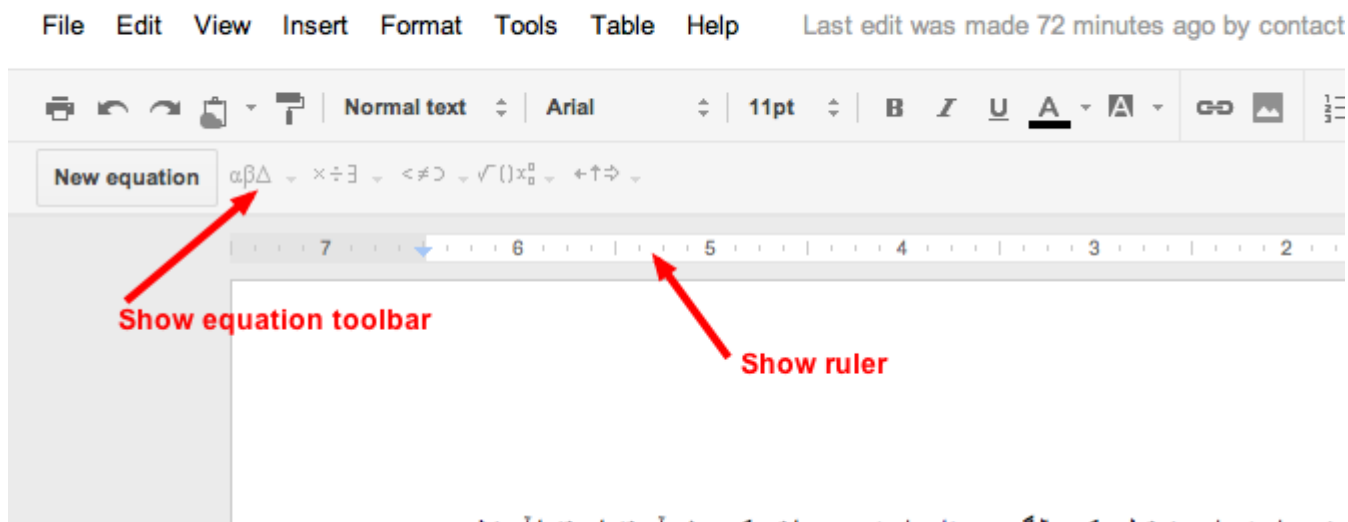 File Edit View Insert Format Tools Table Help Last edit was made 72 minutes ago by contact
Normal text Arial 11pt B I U A A
New equation αβΔ ×÷∃ <≠⊃ √()x ←↑⇒
7 6 5 4 3 2
Show equation toolbar
Show ruler